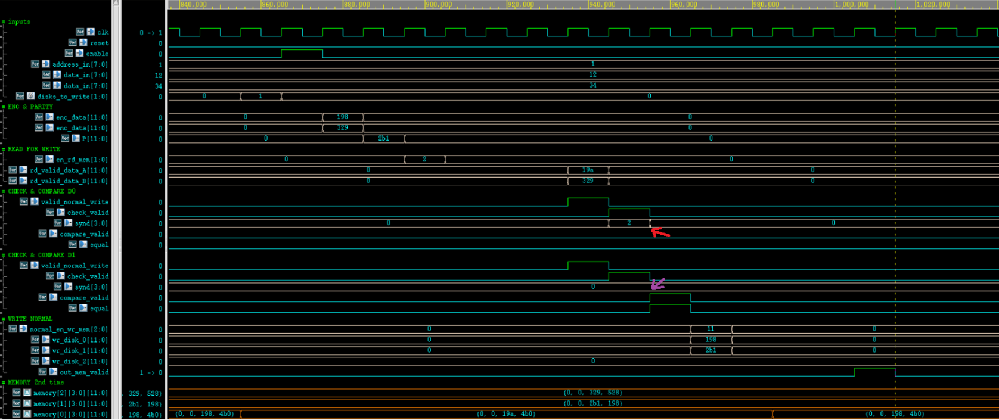 840,000 860,000 880,000 900,000 920,000 940,000 960,000 980,000 1,000,000 1,020,000
inputs
clk 0 -> 1
reset 0
enable 0
address_in[7:0] 1 1
data_in[7:0] 12 12
data_in[7:0] 34 34
disks_to_write[1:0] 0 0 1 0
ENC & PARITY
enc_data[11:0] 0 0 198 0
enc_data[11:0] 0 0 329 0
P[11:0] 0 0 2b1 0
READ FOR WRITE
en_rd_mem[1:0] 0 0 2 0
rd_valid_data_A[11:0] 0 0 19a 0
rd_valid_data_B[11:0] 0 0 329 0
CHECK & COMPARE D0
valid_normal_write 0
check_valid 0
synd[3:0] 0 0 2 0
compare_valid 0
equal 0
CHECK & COMPARE D1
valid_normal_write 0
check_valid 0
synd[3:0] 0 0
compare_valid 0
equal 0
WRITE NORMAL
normal_en_wr_mem[2:0] 0 0 11 0
wr_disk_0[11:0] 0 0 198 0
wr_disk_1[11:0] 0 0 2b1 0
wr_disk_2[11:0] 0 0
out_mem_valid 1 -> 0
MEMORY 2nd time
memory[2][3:0][11:0] , 329, 528) (0, 0, 329, 528)
memory[1][3:0][11:0] , 2b1, 198) (0, 0, 2b1, 198)
memory[0][3:0][11:0] , 198, 4b0) (0, 0, 198, 4b0) (0, 0, 19a, 4b0) (0, 0, 198, 4b0)